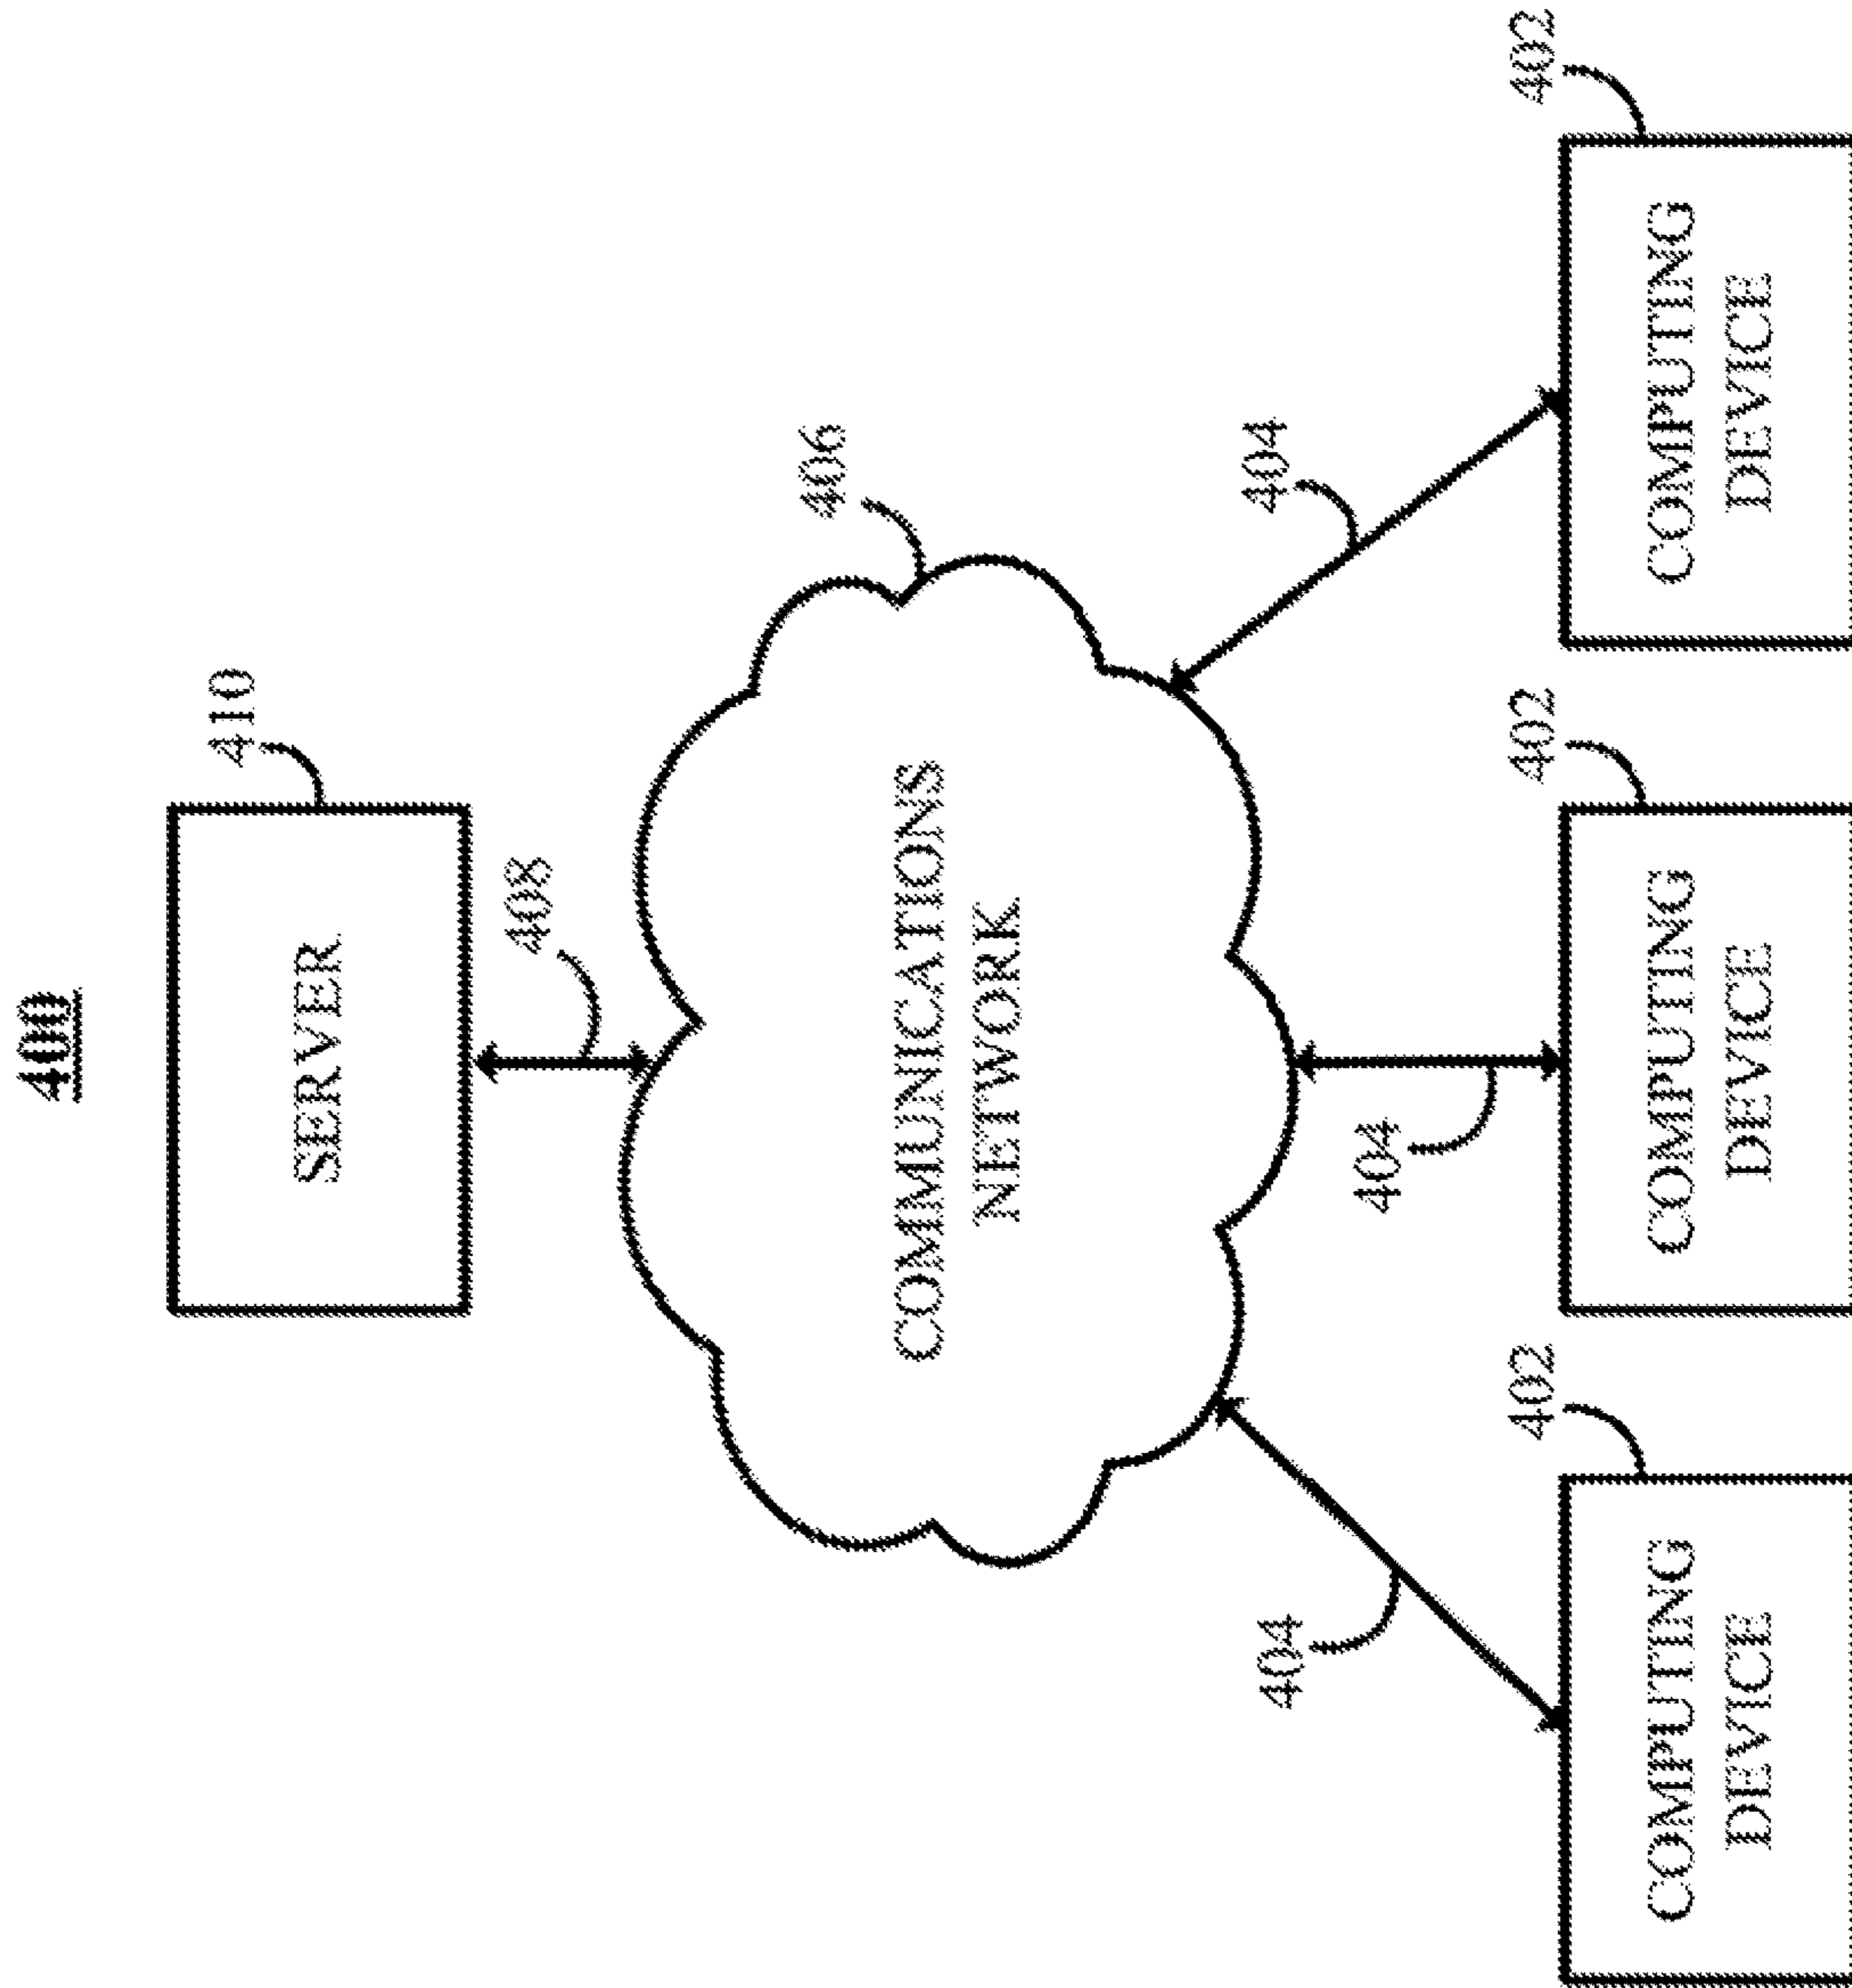 400
410
SERVER
408
406
COMMUNICATIONS
NETWORK
404
404
404
402
402
402
COMPUTING
DEVICE
COMPUTING
DEVICE
COMPUTING
DEVICE